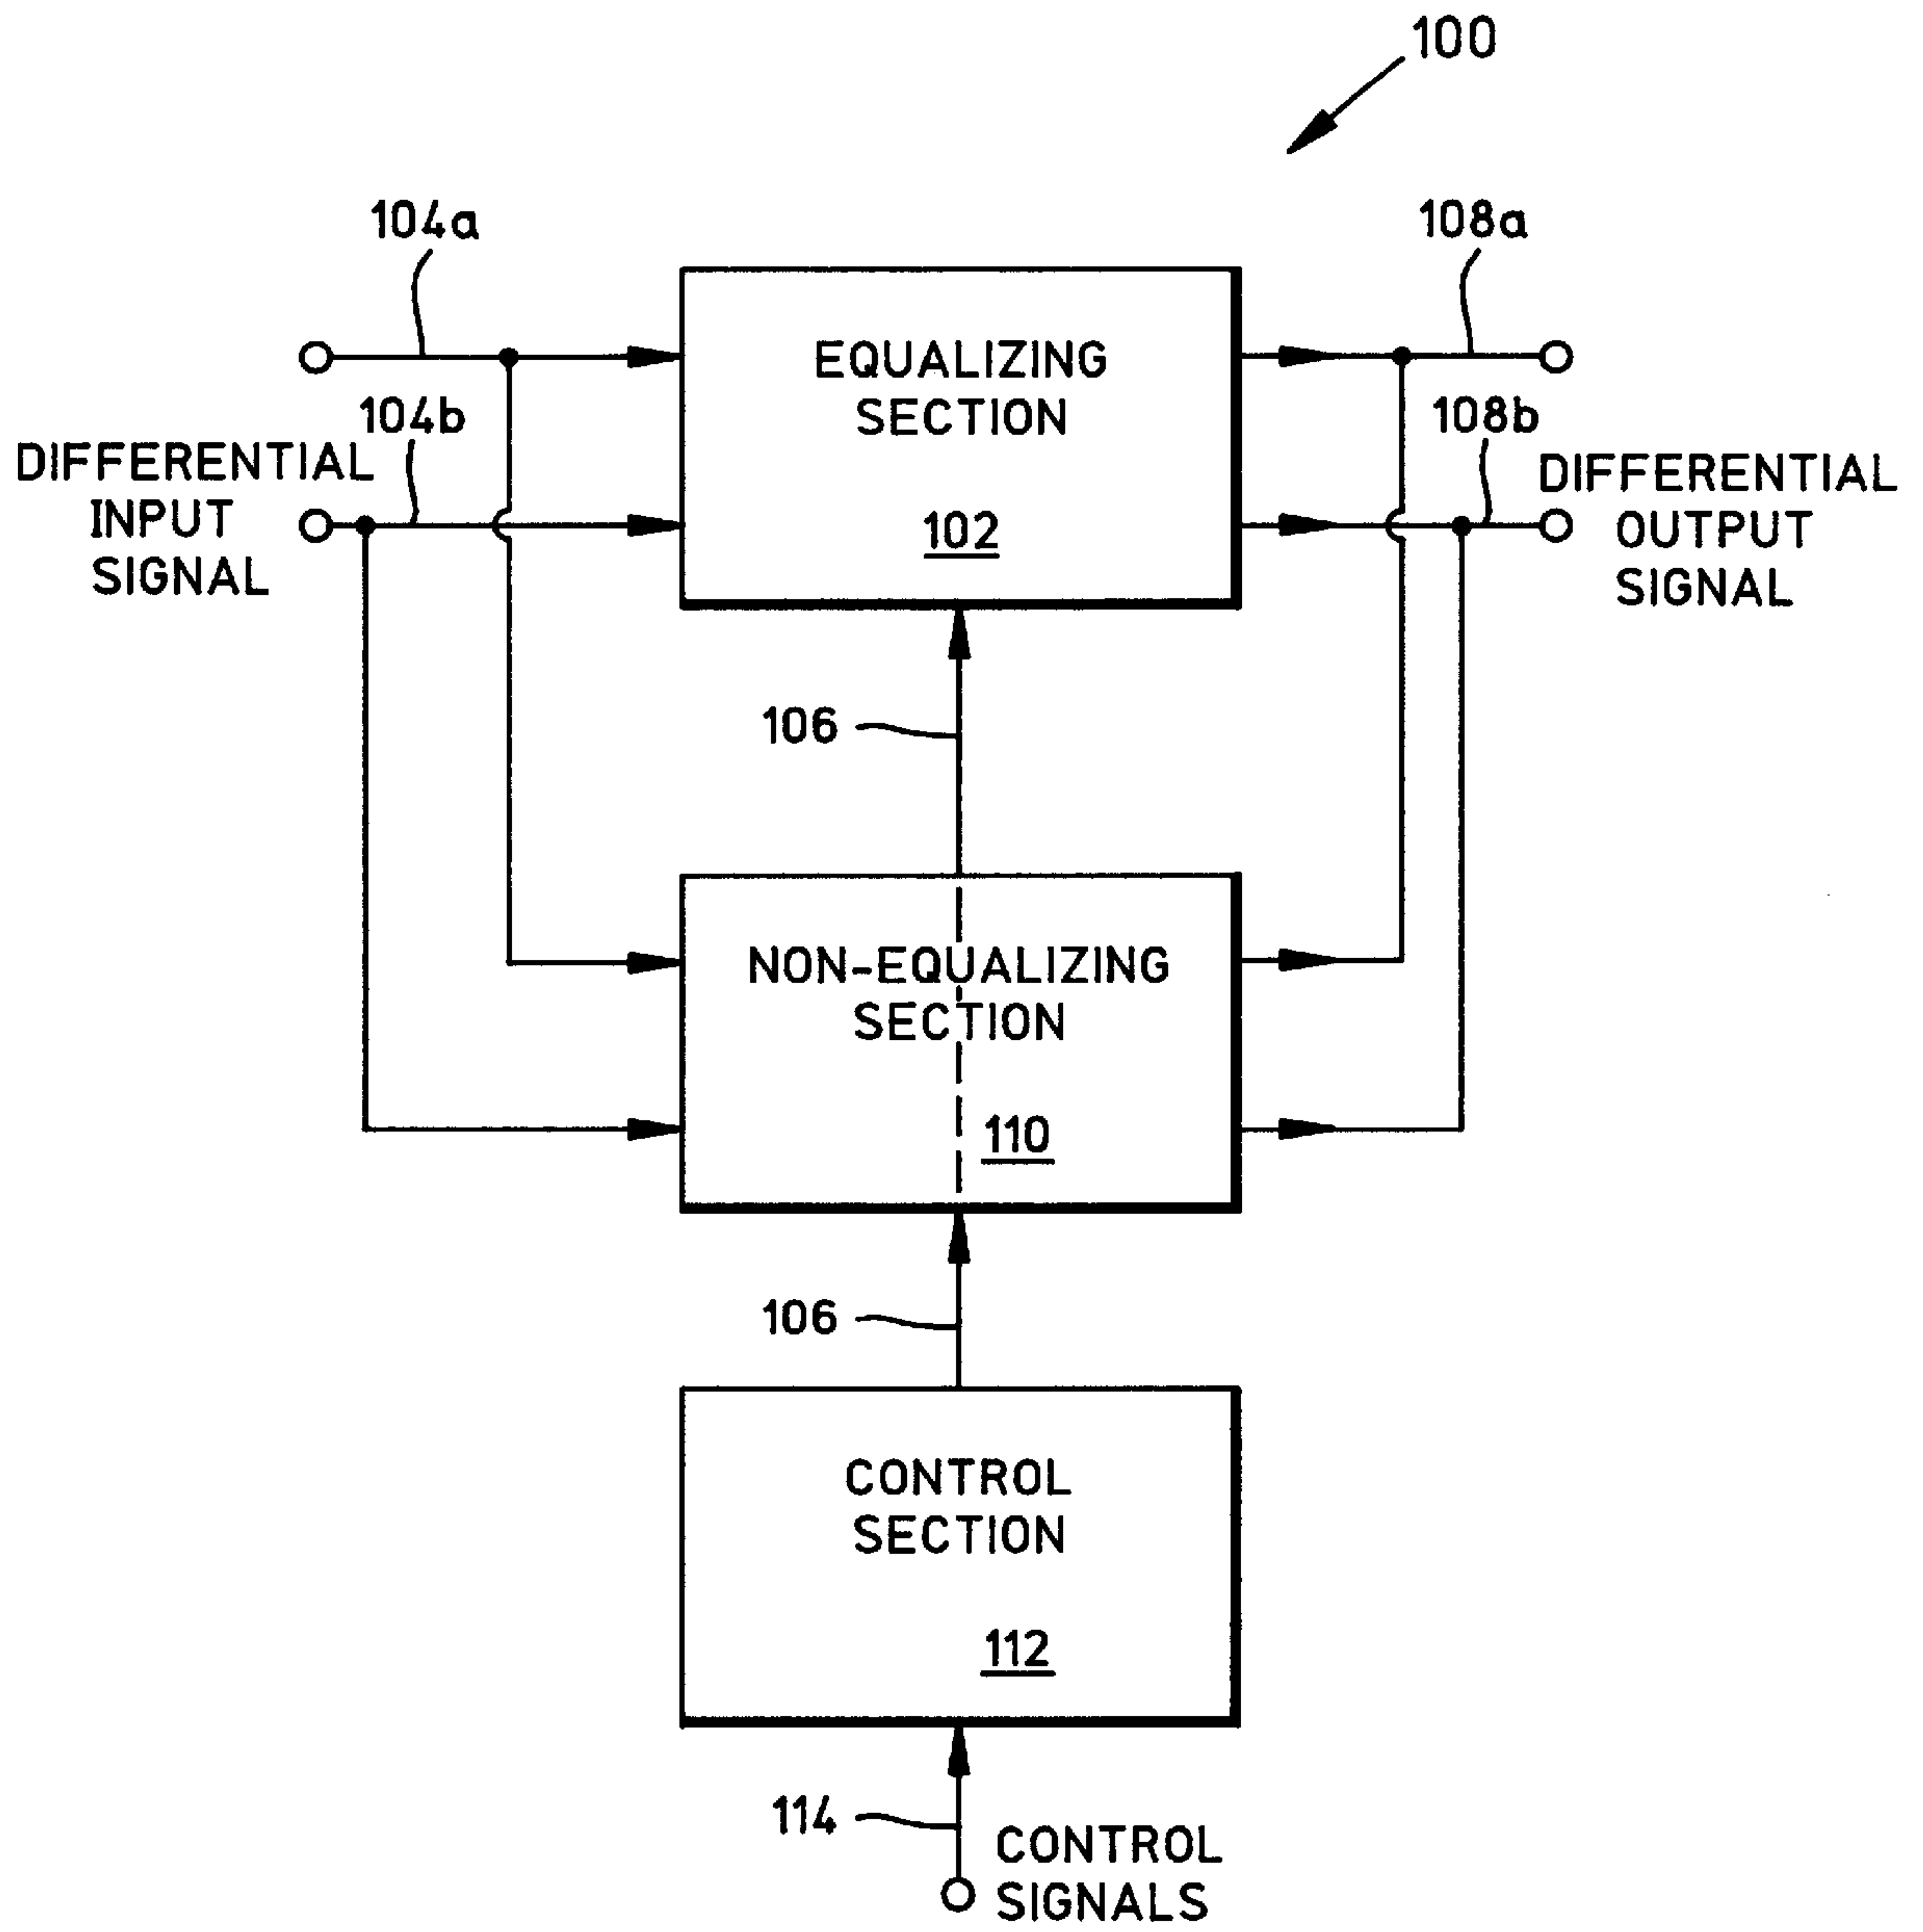 100
104a
108a
EQUALIZING
SECTION
104b
108b
DIFFERENTIAL
INPUT
SIGNAL
102
DIFFERENTIAL
OUTPUT
SIGNAL
106
NON-EQUALIZING
SECTION
110
106
CONTROL
SECTION
112
114
CONTROL
SIGNALS